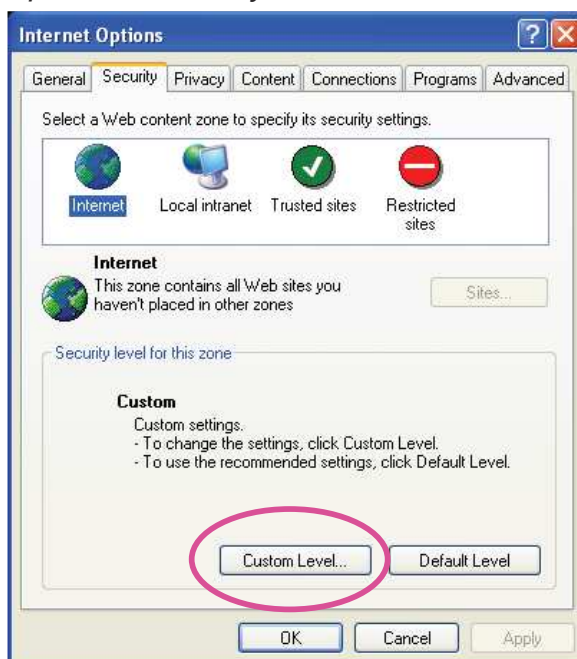 Internet Options
General Security Privacy Content Connections Programs Advanced
Select a Web content zone to specify its security settings.
Internet Local intranet Trusted sites Restricted
sites
Internet
This zone contains all Web sites you
haven't placed in other zones
Sites...
Security level for this zone
Custom
Custom settings.
- To change the settings, click Custom Level.
- To use the recommended settings, click Default Level.
Custom Level... Default Level
OK Cancel Apply